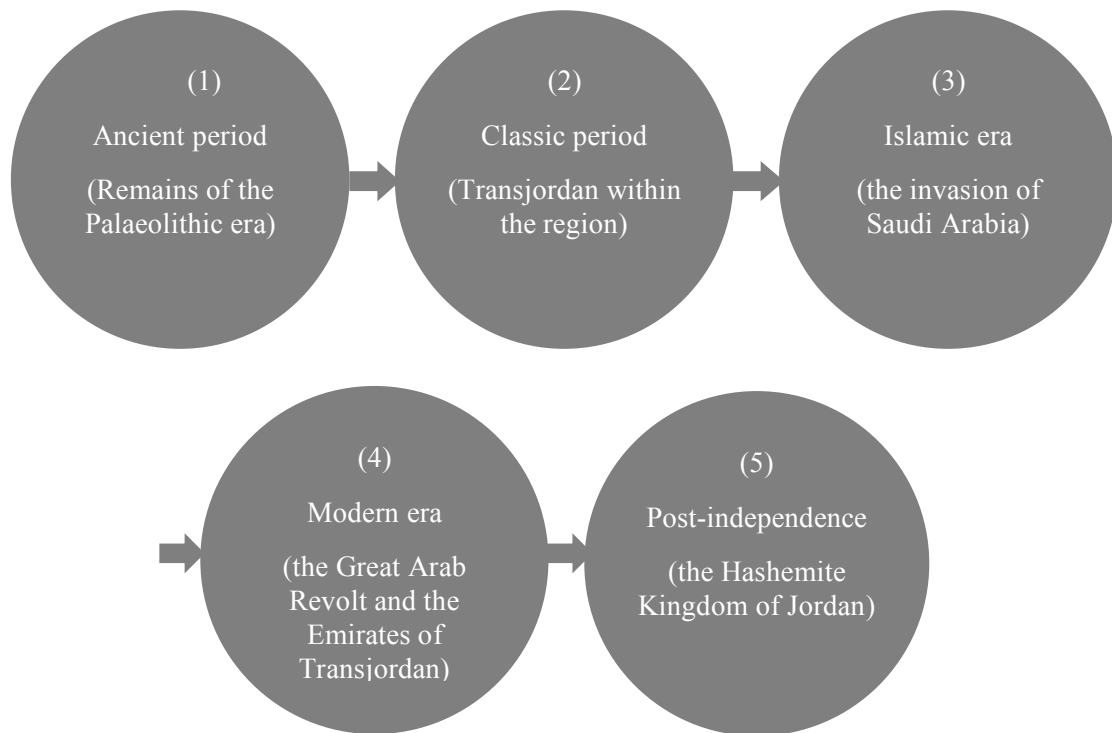 (1)
Ancient period
(Remains of the
Palaeolithic era)
(2)
Classic period
(Transjordan within
the region)
(3)
Islamic era
(the invasion of
Saudi Arabia)
(4)
Modern era
(the Great Arab
Revolt and the
Emirates of
Transjordan)
(5)
Post-independence
(the Hashemite
Kingdom of Jordan)